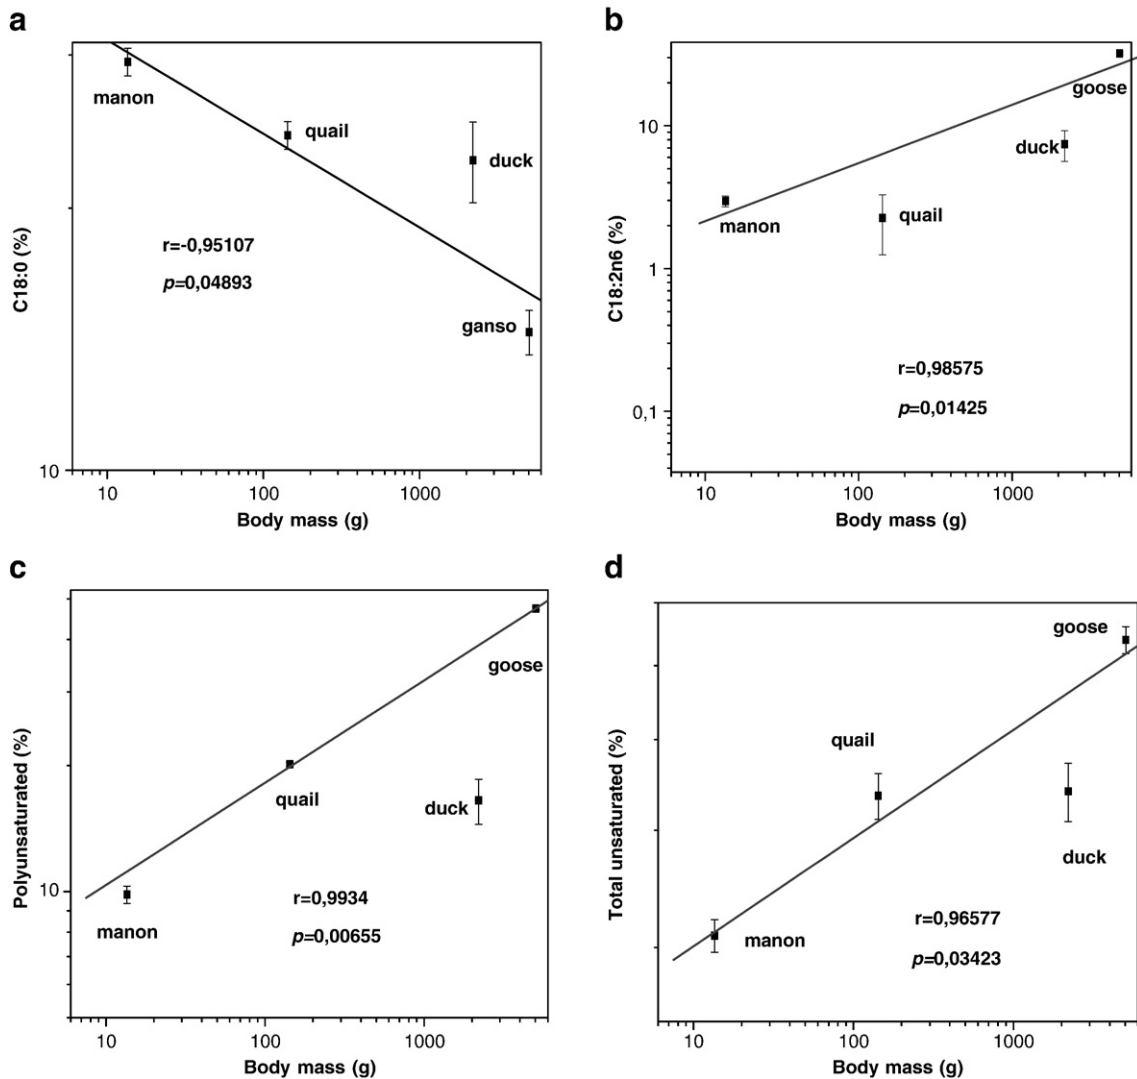 a
C18:0 (%)
manon
quail
duck
r=-0,95107
p=0,04893
ganso
10
10 100 1000
Body mass (g)
b
C18:2n6 (%)
goose
10
duck
quail
manon
1
r=0,98575
p=0,01425
0,1
10 100 1000
Body mass (g)
c
Polyunsaturated (%)
goose
quail
duck
10
r=0,9934
manon
p=0,00655
10 100 1000
Body mass (g)
d
Total unsaturated (%)
goose
quail
duck
r=0,96577
manon
p=0,03423
10 100 1000
Body mass (g)